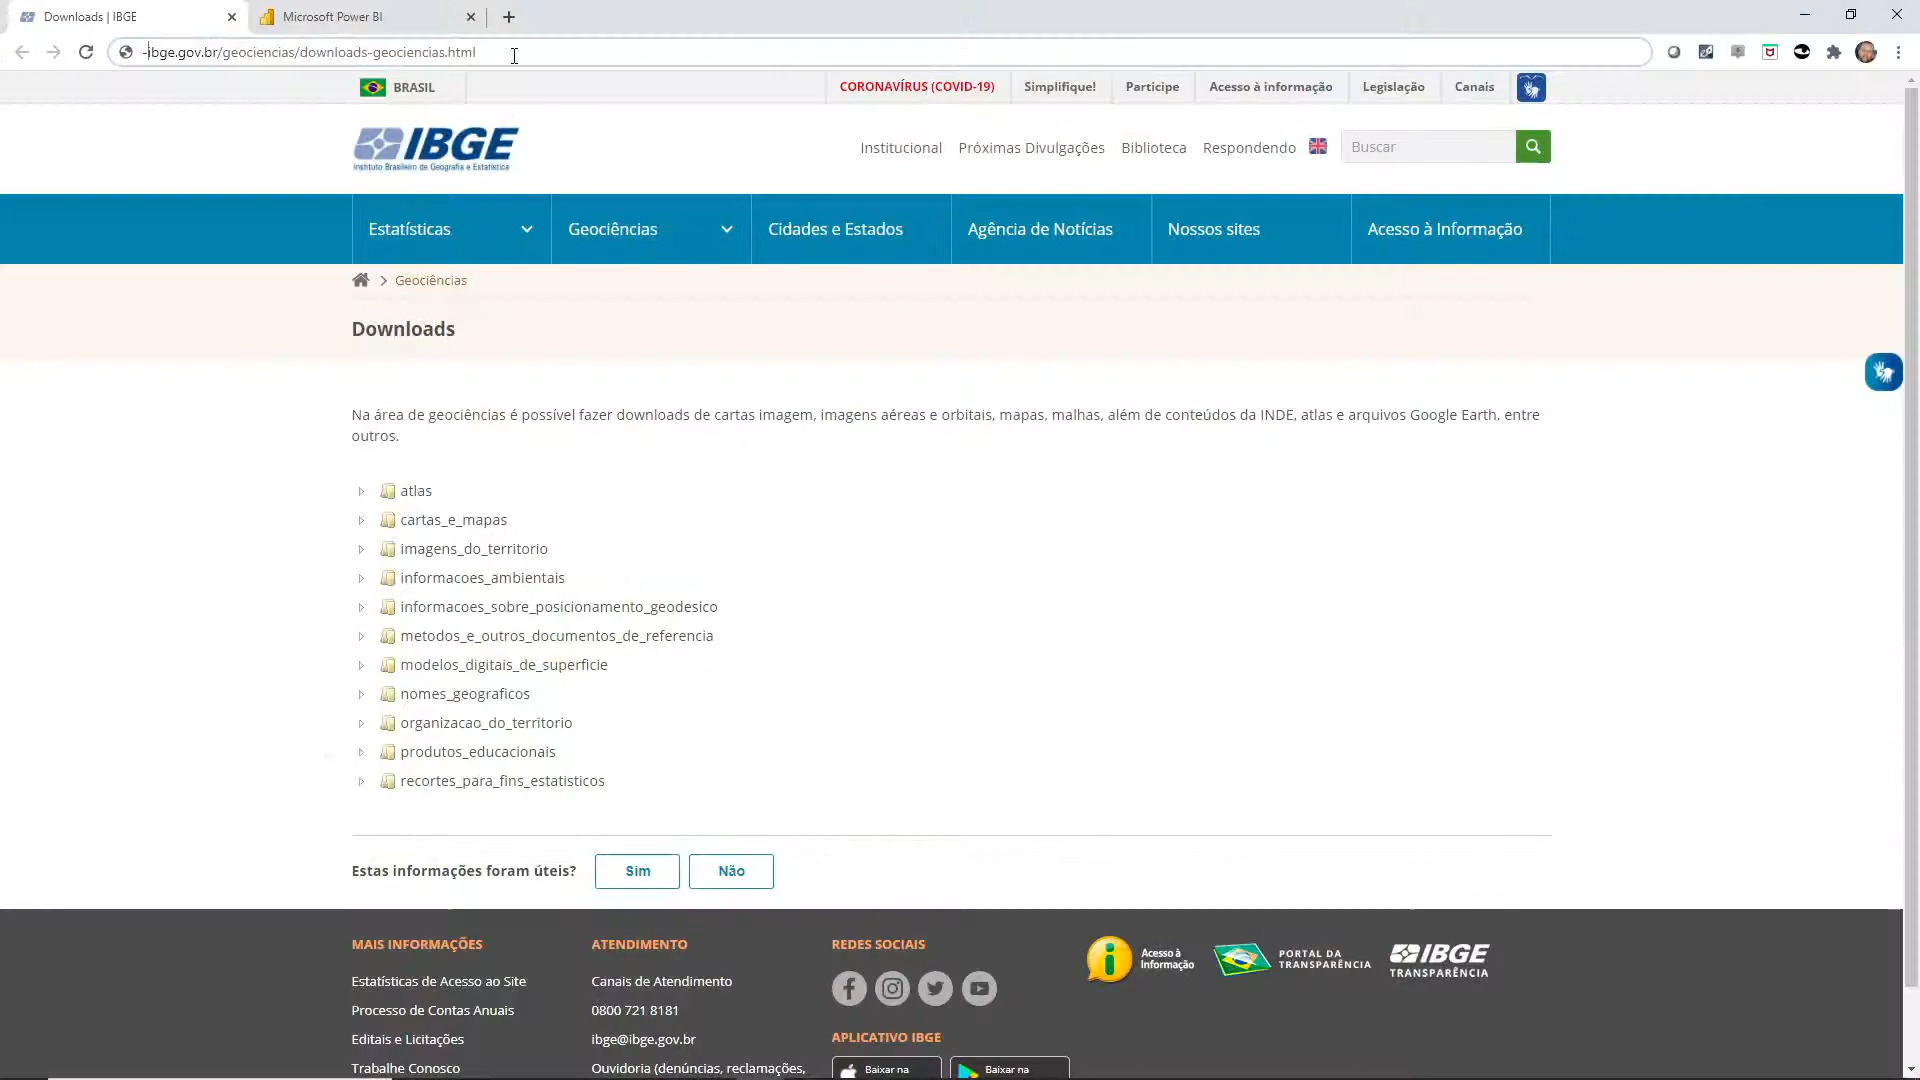 Downloads | IBGE
Microsoft Power BI
-ibge.gov.br/geociencias/downloads-geociencias.html
BRASIL
CORONAVÍRUS (COVID-19)
Simplifique!
Participe
Acesso à informação
Legislação
Canais
IBGE
Instituto Brasileiro de Geografia e Estatística
Institucional
Próximas Divulgações
Biblioteca
Respondendo
Buscar
Estatísticas
Geociências
Cidades e Estados
Agência de Notícias
Nossos sites
Acesso à Informação
Geociências
Downloads
Na área de geociências é possível fazer downloads de cartas imagem, imagens aéreas e orbitais, mapas, malhas, além de conteúdos da INDE, atlas e arquivos Google Earth, entre
outros.
atlas
cartas_e_mapas
imagens_do_territorio
informacoes_ambientais
informacoes_sobre_posicionamento_geodesico
metodos_e_outros_documentos_de_referencia
modelos_digitais_de_superficie
nomes_geograficos
organizacao_do_territorio
produtos_educacionais
recortes_para_fins_estatisticos
Estas informações foram úteis?
Sim
Não
MAIS INFORMAÇÕES
Estatísticas de Acesso ao Site
Processo de Contas Anuais
Editais e Licitações
Trabalhe Conosco
ATENDIMENTO
Canais de Atendimento
0800 721 8181
ibge@ibge.gov.br
Ouvidoria (denúncias, reclamações,
REDES SOCIAIS
APLICATIVO IBGE
Baixar na
Baixar na
Acesso à
Informação
PORTAL DA
TRANSPARÊNCIA
IBGE
TRANSPARÊNCIA